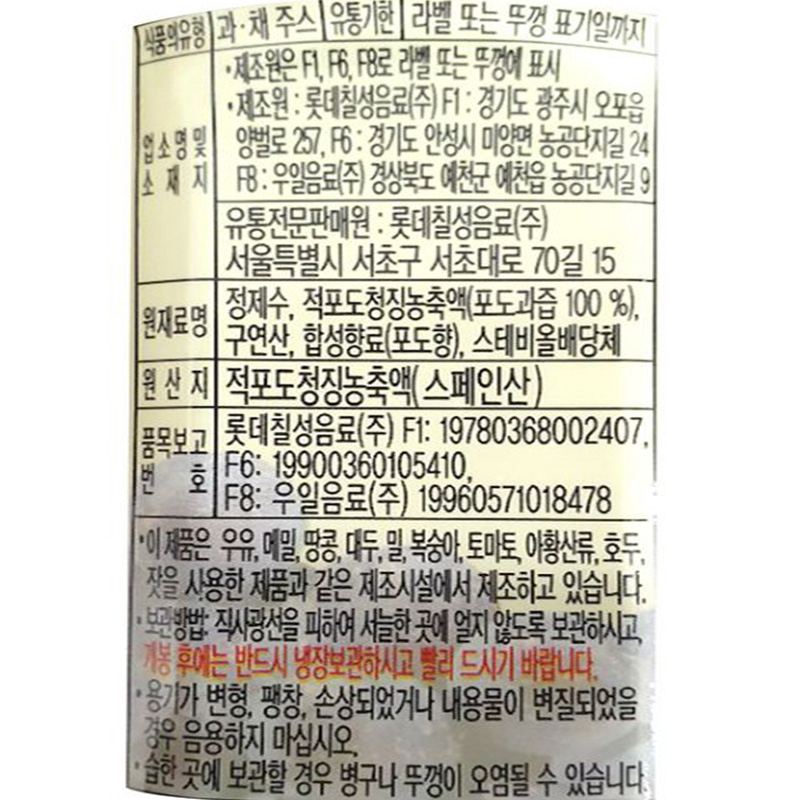 식품의유형 과·채 주스 유통기한 라벨 또는 뚜껑 표기일까지
업소명 및 소재지
·제조원은 F1, F6, F8로 라벨 또는 뚜껑에 표시
·제조원 : 롯데칠성음료(주) F1 : 경기도 광주시 오포읍
양벌로 257, F6 : 경기도 안성시 미양면 농공단지길 24
F8 : 우일음료(주) 경상북도 예천군 예천읍 농공단지길 9
유통전문판매원 : 롯데칠성음료(주)
서울특별시 서초구 서초대로 70길 15
원재료명
정제수, 적포도청징농축액(포도과즙 100 %),
구연산, 합성향료(포도향), 스테비올배당체
원산지 적포도청징농축액(스페인산)
품목보고
번호
롯데칠성음료(주) F1: 19780368002407,
F6: 19900360105410,
F8: 우일음료(주) 19960571018478
·이 제품은 우유, 메밀, 땅콩, 대두, 밀, 복숭아, 토마토, 아황산류, 호두,
잣을 사용한 제품과 같은 제조시설에서 제조하고 있습니다.
·보관방법: 직사광선을 피하여 서늘한 곳에 얼지 않도록 보관하시고,
개봉 후에는 반드시 냉장보관하시고 빨리 드시기 바랍니다.
·용기가 변형, 팽창, 손상되었거나 내용물이 변질되었을
경우 음용하지 마십시오.
·습한 곳에 보관할 경우 병구나 뚜껑이 오염될 수 있습니다.